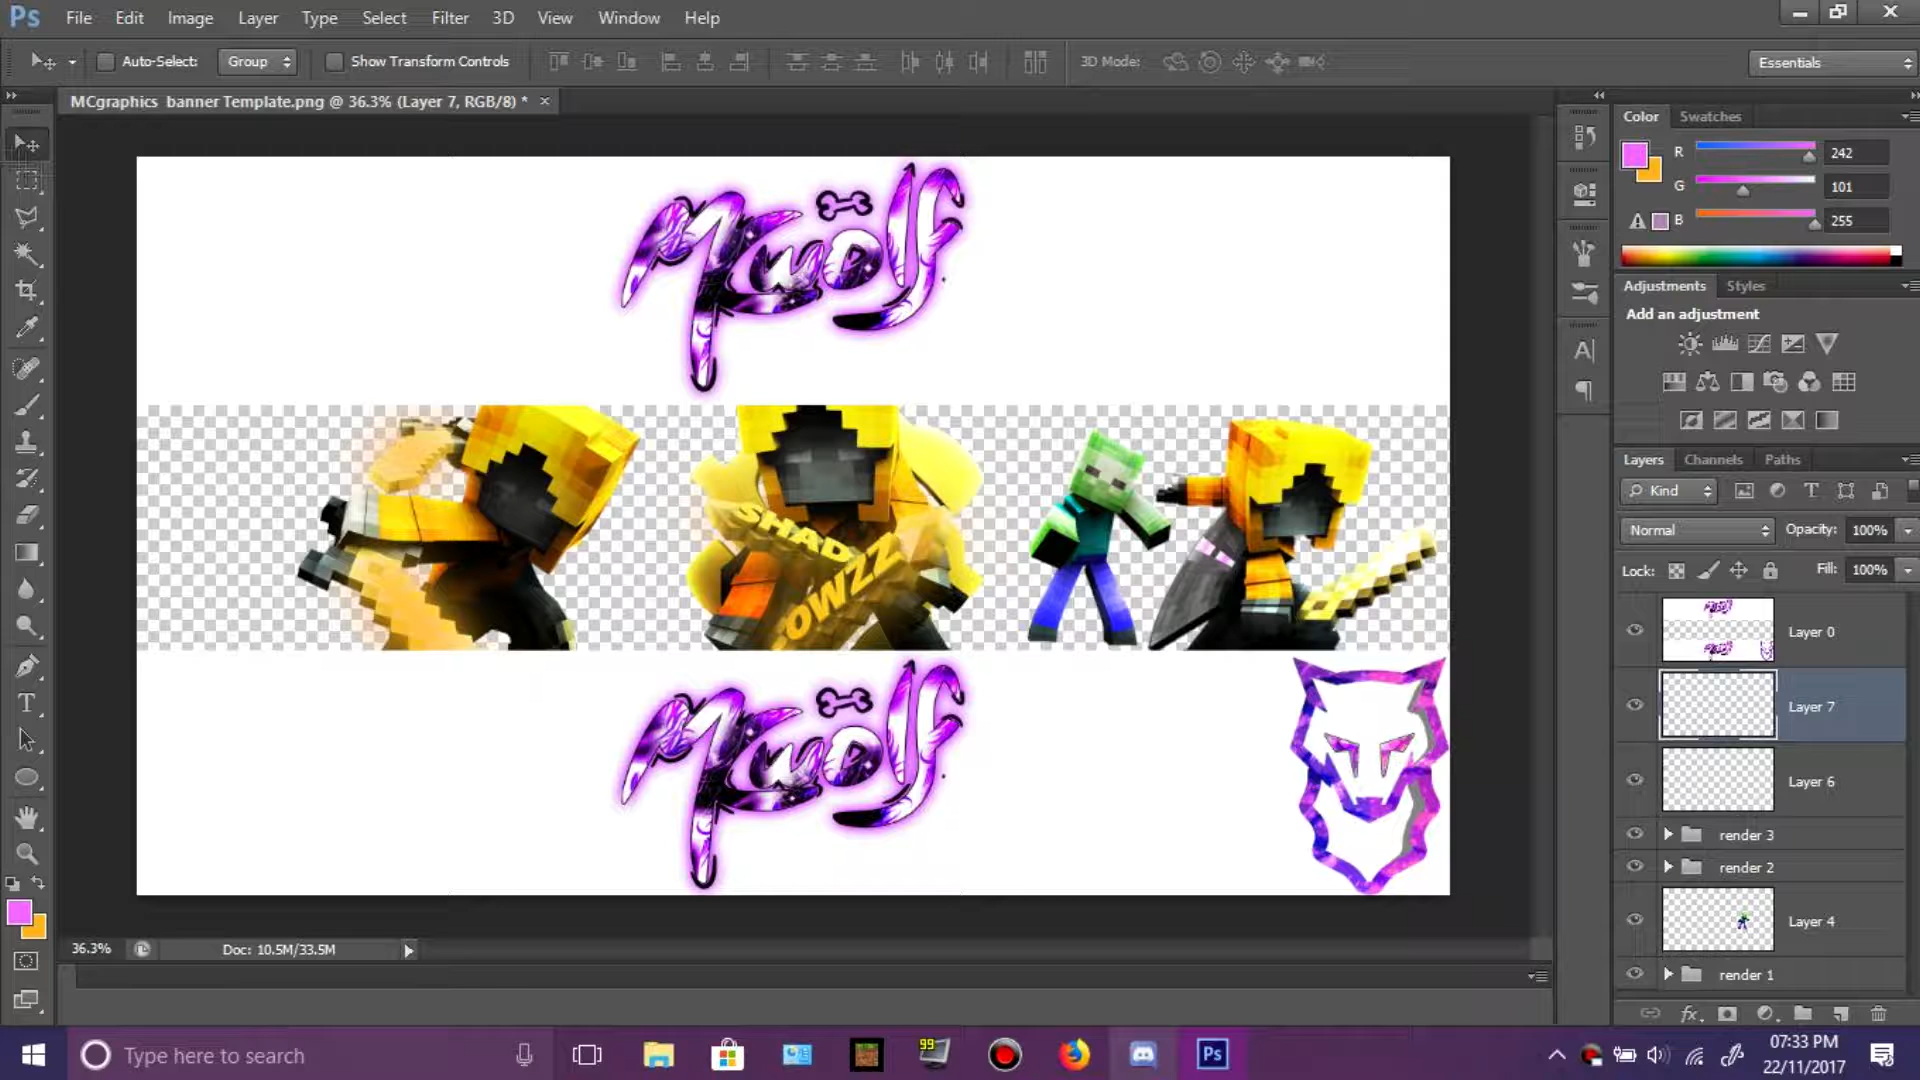 Ps File Edit Image Layer Type Select Filter 3D View Window Help
Auto-Select: Group Show Transform Controls 3D Mode: Essentials
MCgraphics banner Template.png @ 36.3% (Layer 7, RGB/8) * ×
Color Swatches
R 242
G 101
B 255
Adjustments Styles
Add an adjustment
Layers Channels Paths
Kind
Normal Opacity: 100%
Lock: Fill: 100%
Layer 0
Layer 7
Layer 6
render 3
render 2
Layer 4
render 1
Mcwolf
SHAD
OWZZ
Mcwolf
36.3% Doc: 10.5M/33.5M
Type here to search
99
Ps
07:33 PM
22/11/2017